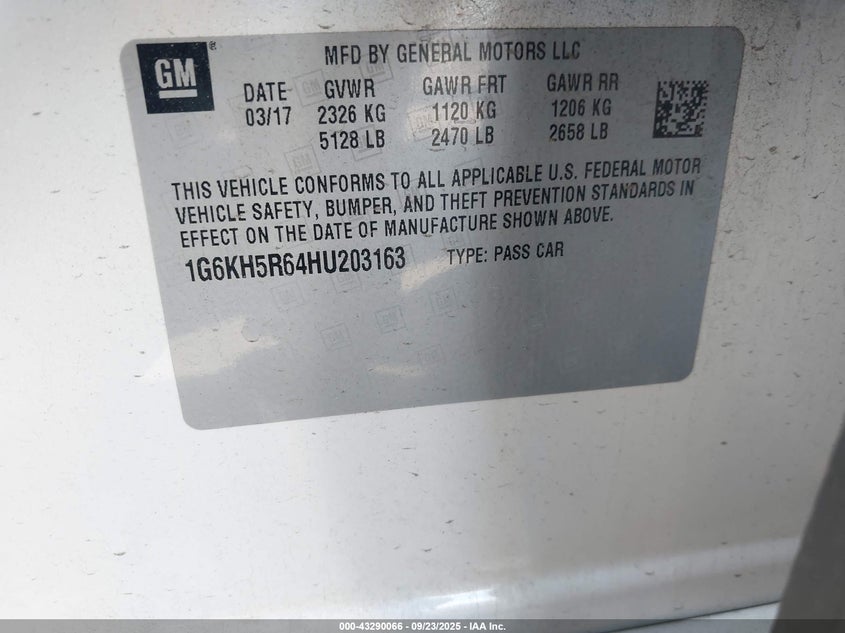 GM
MFD BY GENERAL MOTORS LLC
DATE GVWR GAWR FRT GAWR RR
03/17 2326 KG 1120 KG 1206 KG
5128 LB 2470 LB 2658 LB
THIS VEHICLE CONFORMS TO ALL APPLICABLE U.S. FEDERAL MOTOR
VEHICLE SAFETY, BUMPER, AND THEFT PREVENTION STANDARDS IN
EFFECT ON THE DATE OF MANUFACTURE SHOWN ABOVE.
1G6KH5R64HU203163 TYPE: PASS CAR
000-43290066 - 09/23/2025 - IAA Inc.